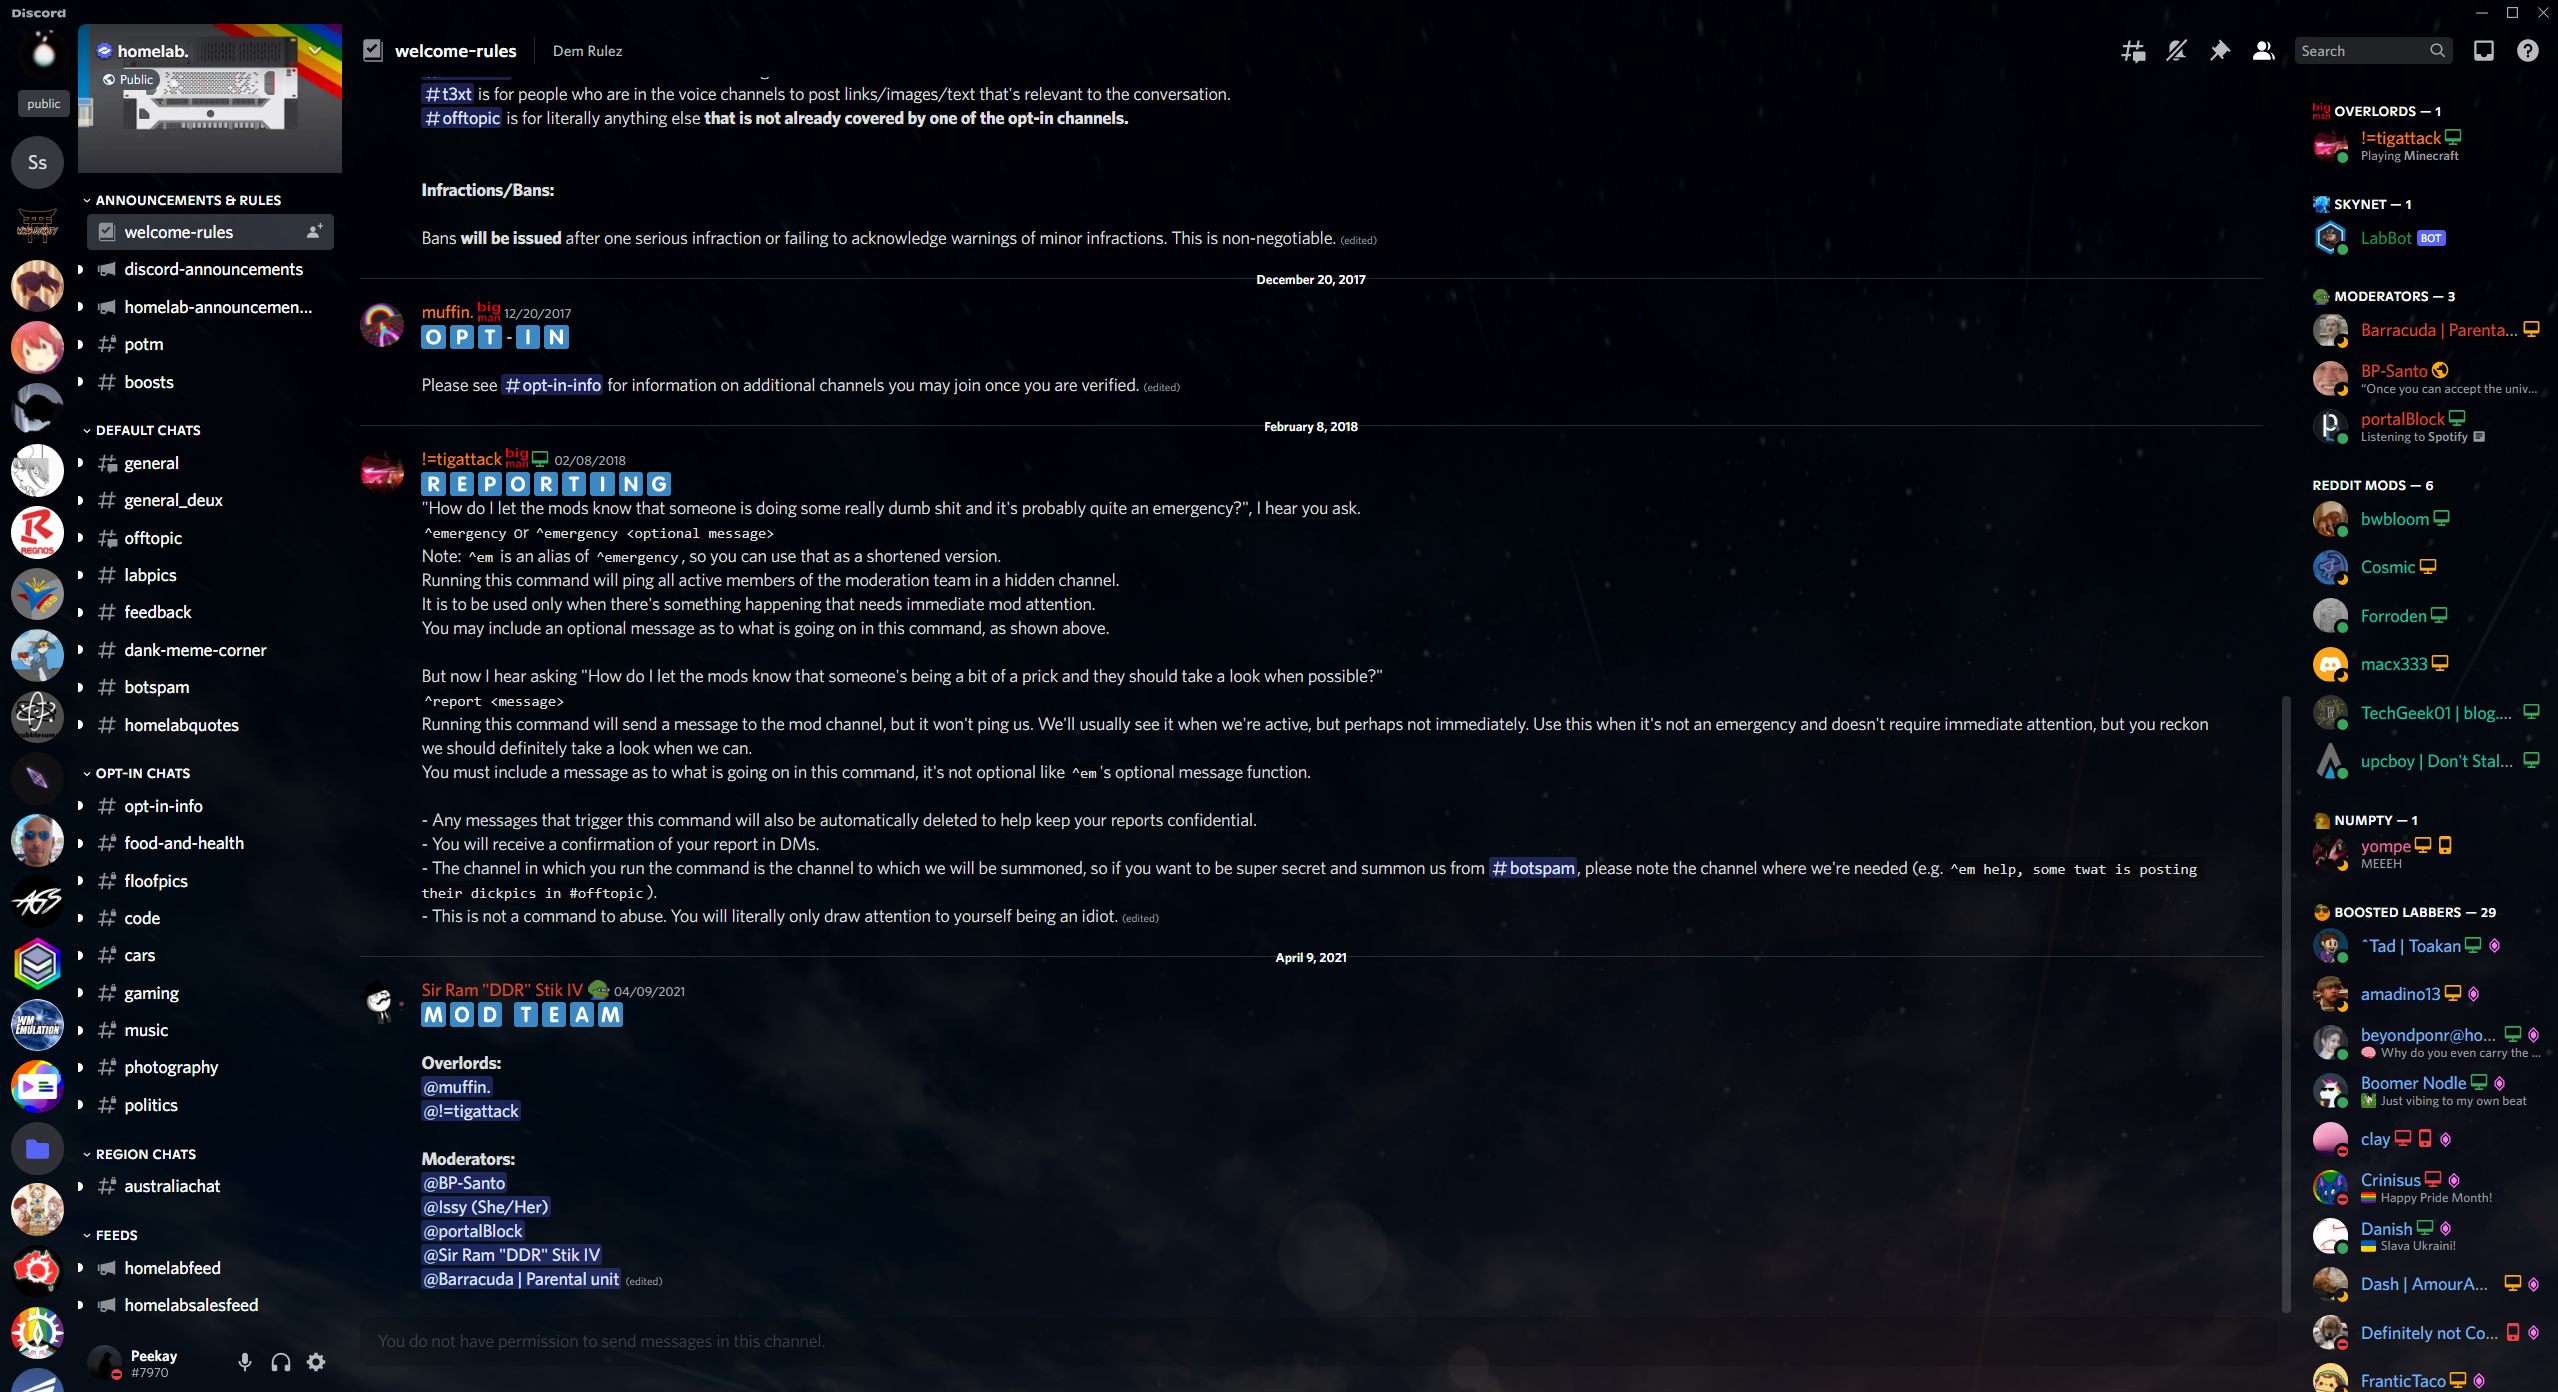 Discord
homelab.
Public
public
Ss
REGNOS
AGS
WM EMULATION
ANNOUNCEMENTS & RULES
welcome-rules
discord-announcements
homelab-announcemen...
potm
boosts
DEFAULT CHATS
general
general_deux
offtopic
labpics
feedback
dank-meme-corner
botspam
homelabquotes
OPT-IN CHATS
opt-in-info
food-and-health
floofpics
code
cars
gaming
music
photography
politics
REGION CHATS
australiachat
FEEDS
homelabfeed
homelabsalesfeed
Peekay
#7970
welcome-rules
Dem Rulez
Search
#t3xt is for people who are in the voice channels to post links/images/text that's relevant to the conversation.
#offtopic is for literally anything else that is not already covered by one of the opt-in channels.
Infractions/Bans:
Bans will be issued after one serious infraction or failing to acknowledge warnings of minor infractions. This is non-negotiable. (edited)
December 20, 2017
muffin. big man 12/20/2017
OPT-IN
Please see #opt-in-info for information on additional channels you may join once you are verified. (edited)
February 8, 2018
!=tigattack big man 02/08/2018
REPORTING
"How do I let the mods know that someone is doing some really dumb shit and it's probably quite an emergency?", I hear you ask.
^emergency or ^emergency <optional message>
Note: ^em is an alias of ^emergency, so you can use that as a shortened version.
Running this command will ping all active members of the moderation team in a hidden channel.
It is to be used only when there's something happening that needs immediate mod attention.
You may include an optional message as to what is going on in this command, as shown above.
But now I hear asking "How do I let the mods know that someone's being a bit of a prick and they should take a look when possible?"
^report <message>
Running this command will send a message to the mod channel, but it won't ping us. We'll usually see it when we're active, but perhaps not immediately. Use this when it's not an emergency and doesn't require immediate attention, but you reckon
we should definitely take a look when we can.
You must include a message as to what is going on in this command, it's not optional like ^em's optional message function.
- Any messages that trigger this command will also be automatically deleted to help keep your reports confidential.
- You will receive a confirmation of your report in DMs.
- The channel in which you run the command is the channel to which we will be summoned, so if you want to be super secret and summon us from #botspam, please note the channel where we're needed (e.g. ^em help, some twat is posting
their dickpics in #offtopic).
- This is not a command to abuse. You will literally only draw attention to yourself being an idiot. (edited)
April 9, 2021
Sir Ram "DDR" Stik IV 04/09/2021
MOD TEAM
Overlords:
@muffin.
@!=tigattack
Moderators:
@BP-Santo
@Issy (She/Her)
@portalBlock
@Sir Ram "DDR" Stik IV
@Barracuda | Parental unit (edited)
You do not have permission to send messages in this channel.
big man OVERLORDS — 1
!=tigattack
Playing Minecraft
SKYNET — 1
LabBot BOT
MODERATORS — 3
Barracuda | Parenta...
BP-Santo
“Once you can accept the univ...
portalBlock
Listening to Spotify
REDDIT MODS — 6
bwbloom
Cosmic
Forroden
macx333
TechGeek01 | blog....
upcboy | Don't Stal...
NUMPTY — 1
yompe
MEEEH
BOOSTED LABBERS — 29
^Tad | Toakan
amadino13
beyondponr@ho...
Why do you even carry the ...
Boomer Nodle
Just vibing to my own beat
clay
Crinisus
Happy Pride Month!
Danish
Slava Ukraini!
Dash | AmourA...
Definitely not Co...
FranticTaco